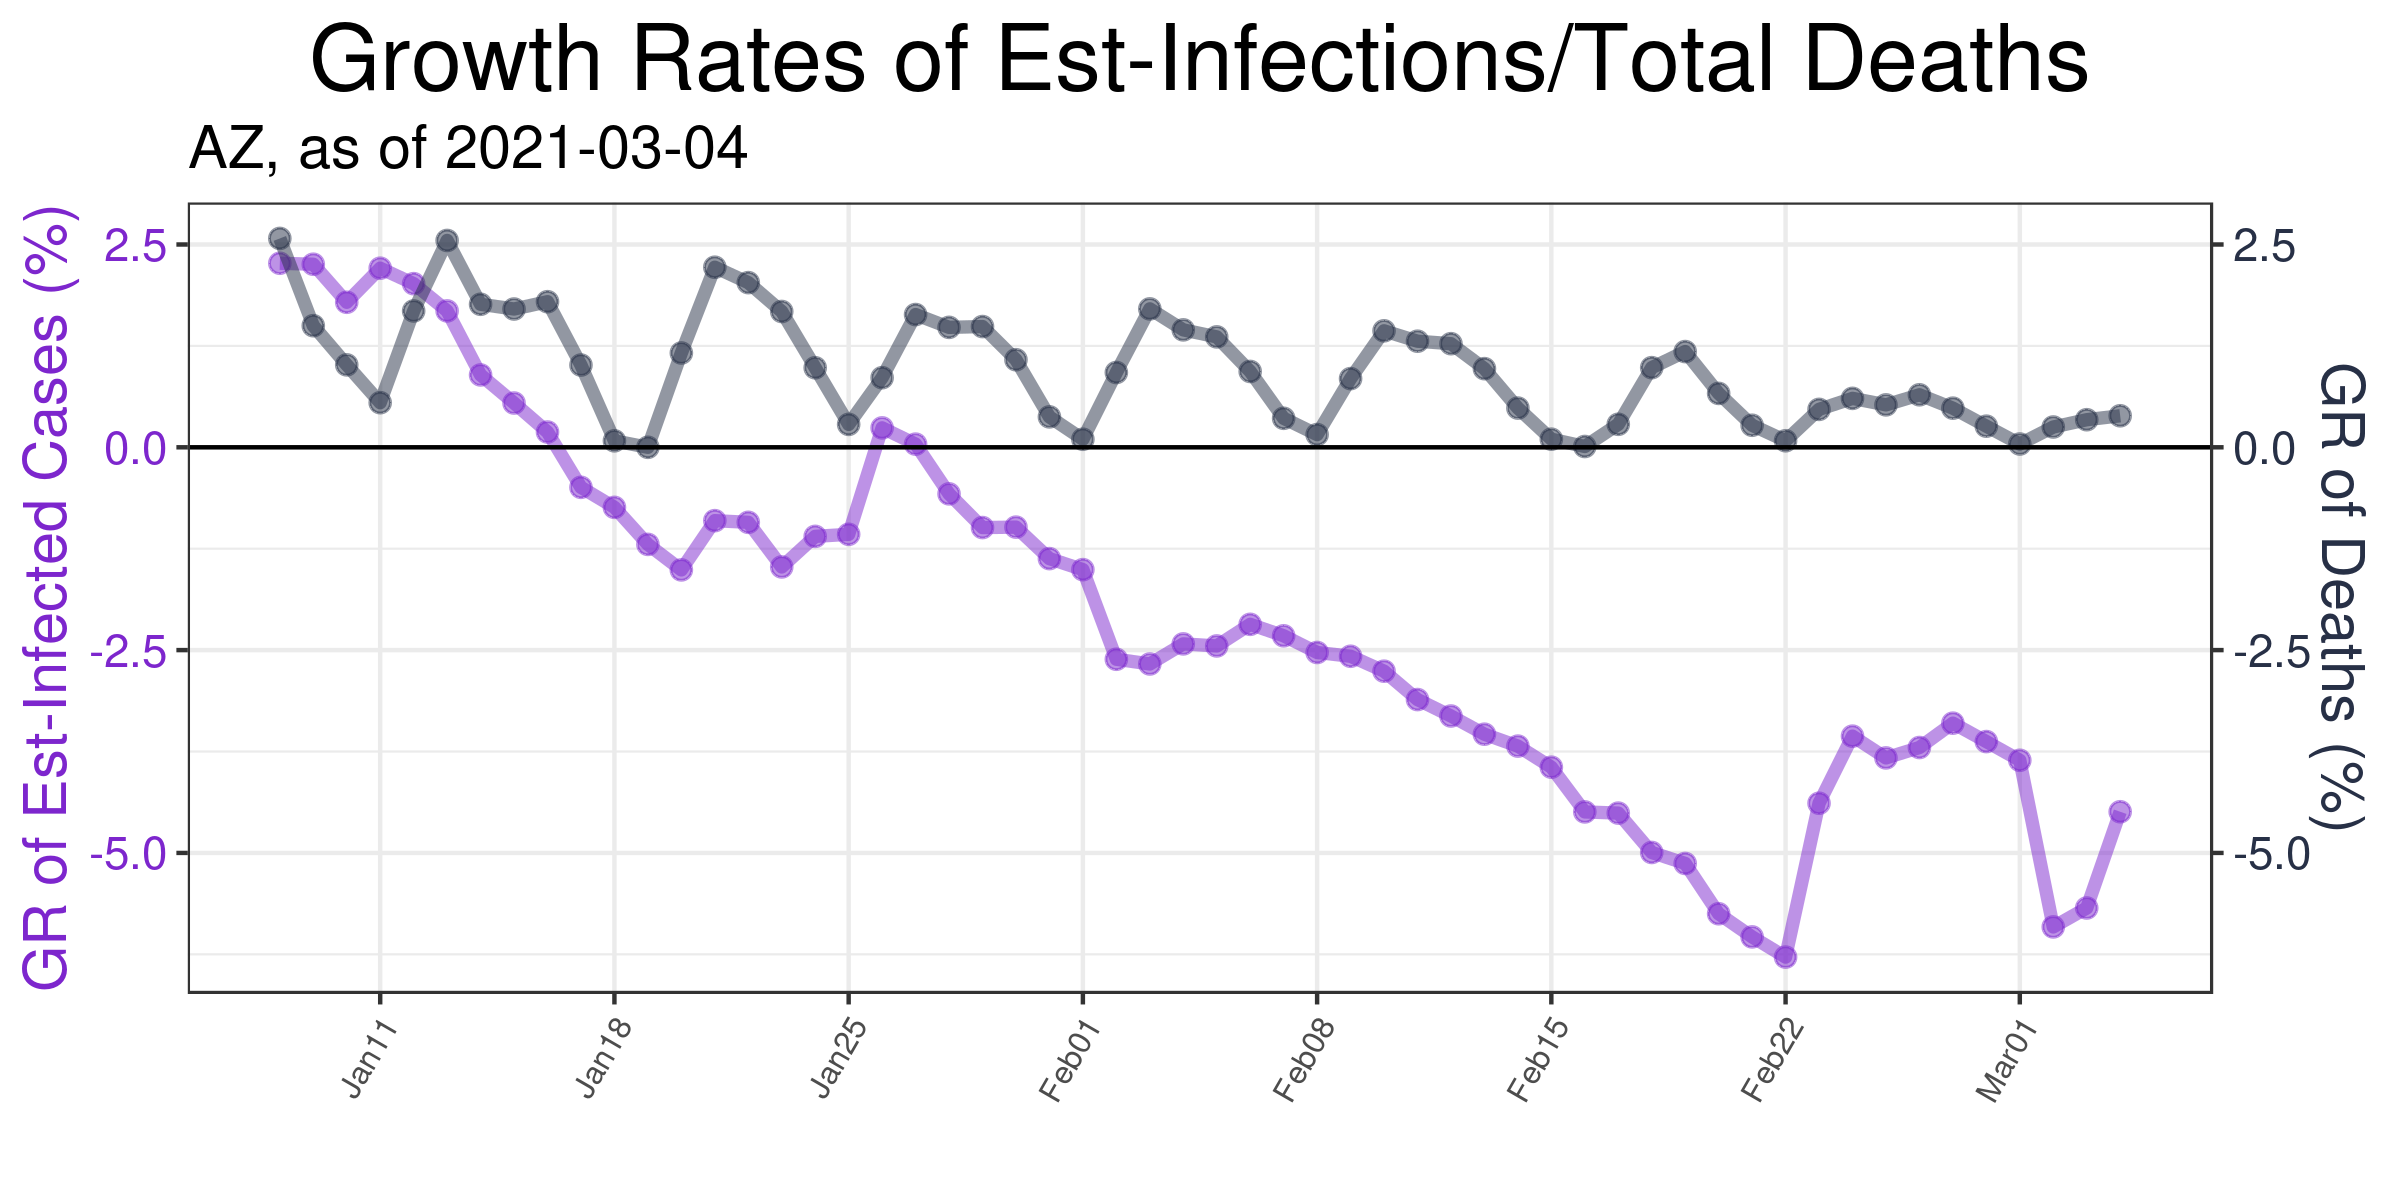 Growth Rates of Est-Infections/Total Deaths
AZ, as of 2021-03-04
GR of Est-Infected Cases (%)
2.5
0.0
-2.5
-5.0
2.5
0.0
-2.5
-5.0
GR of Deaths (%)
Jan11
Jan18
Jan25
Feb01
Feb08
Feb15
Feb22
Mar01